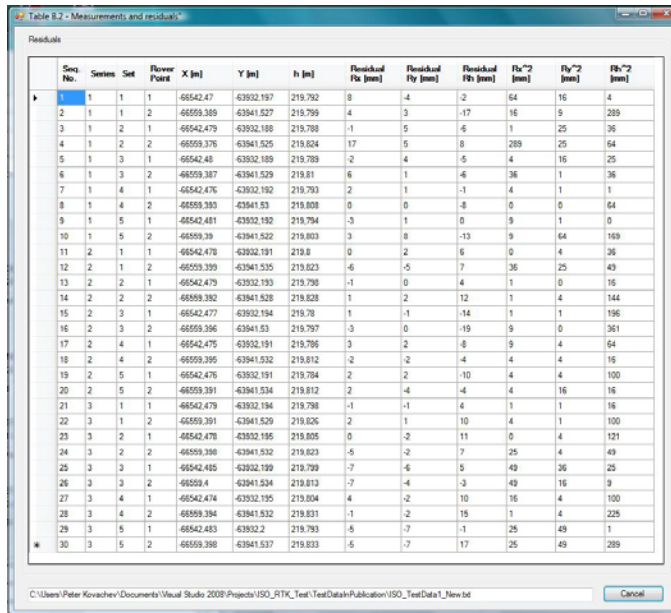 Table B.2 - Measurements and residuals"
Residuals
Seq. No. Series Set Rover Point X [m] Y [m] h [m] Residual Rx [mm] Residual Ry [mm] Residual Rh [mm] Rx^2 [mm] Ry^2 [mm] Rh^2 [mm]
1 1 1 1 -66542,47 -63932,197 219,792 8 -4 -2 64 16 4
2 1 1 2 -66559,389 -63941,527 219,799 4 3 -17 16 9 289
3 1 2 1 -66542,479 -63932,188 219,788 -1 5 -6 1 25 36
4 1 2 2 -66559,376 -63941,525 219,824 17 5 8 289 25 64
5 1 3 1 -66542,48 -63932,189 219,789 -2 4 -5 4 16 25
6 1 3 2 -66559,387 -63941,529 219,81 6 1 -6 36 1 36
7 1 4 1 -66542,476 -63932,192 219,793 2 1 -1 4 1 1
8 1 4 2 -66559,393 -63941,53 219,808 0 0 -8 0 0 64
9 1 5 1 -66542,481 -63932,192 219,794 -3 1 0 9 1 0
10 1 5 2 -66559,39 -63941,522 219,803 3 8 -13 9 64 169
11 2 1 1 -66542,478 -63932,191 219,8 0 2 6 0 4 36
12 2 1 2 -66559,399 -63941,535 219,823 -6 -5 7 36 25 49
13 2 2 1 -66542,479 -63932,193 219,798 -1 0 4 1 0 16
14 2 2 2 -66559,392 -63941,528 219,828 1 2 12 1 4 144
15 2 3 1 -66542,477 -63932,194 219,78 1 -1 -14 1 1 196
16 2 3 2 -66559,396 -63941,53 219,797 -3 0 -19 9 0 361
17 2 4 1 -66542,475 -63932,191 219,786 3 2 -8 9 4 64
18 2 4 2 -66559,395 -63941,532 219,812 -2 -2 -4 4 4 16
19 2 5 1 -66542,476 -63932,191 219,784 2 2 -10 4 4 100
20 2 5 2 -66559,391 -63941,534 219,812 2 -4 -4 4 16 16
21 3 1 1 -66542,479 -63932,194 219,798 -1 -1 4 1 1 16
22 3 1 2 -66559,391 -63941,529 219,826 2 1 10 4 1 100
23 3 2 1 -66542,478 -63932,195 219,805 0 -2 11 0 4 121
24 3 2 2 -66559,398 -63941,532 219,823 -5 -2 7 25 4 49
25 3 3 1 -66542,485 -63932,199 219,799 -7 -6 5 49 36 25
26 3 3 2 -66559,4 -63941,534 219,813 -7 -4 -3 49 16 9
27 3 4 1 -66542,474 -63932,195 219,804 4 -2 10 16 4 100
28 3 4 2 -66559,394 -63941,532 219,831 -1 -2 15 1 4 225
29 3 5 1 -66542,483 -63932,2 219,793 -5 -7 -1 25 49 1
30 3 5 2 -66559,398 -63941,537 219,833 -5 -7 17 25 49 289
C:\Users\Peter Kovachev\Documents\Visual Studio 2008\Projects\ISO_RTK_Test\TestDataInPublication\ISO_TestData1_New.txt Cancel